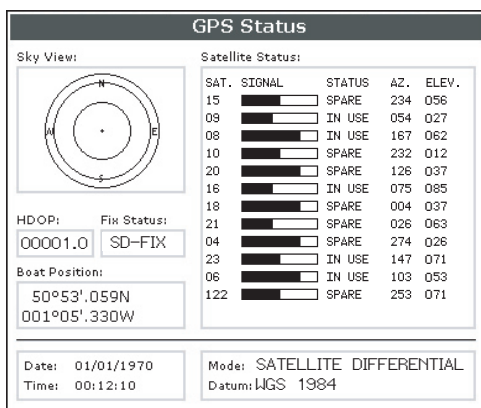 GPS Status
Sky View:
N
A E
S
HDOP: Fix Status:
00001.0 SD-FIX
Boat Position:
50°53'.059N
001°05'.330W
Satellite Status:
SAT. SIGNAL STATUS AZ. ELEV.
15 SPARE 234 056
09 IN USE 054 027
08 IN USE 167 062
10 SPARE 232 012
20 SPARE 126 037
16 IN USE 075 085
18 SPARE 004 037
21 SPARE 026 063
04 SPARE 274 026
23 IN USE 147 071
06 IN USE 103 053
122 SPARE 253 071
Date: 01/01/1970
Time: 00:12:10
Mode: SATELLITE DIFFERENTIAL
Datum: WGS 1984